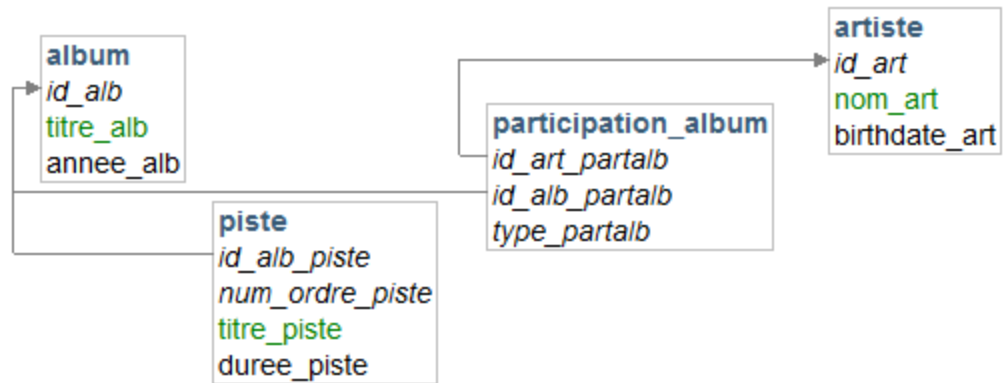 album
id_alb
titre_alb
annee_alb
piste
id_alb_piste
num_ordre_piste
titre_piste
duree_piste
participation_album
id_art_partalb
id_alb_partalb
type_partalb
artiste
id_art
nom_art
birthdate_art